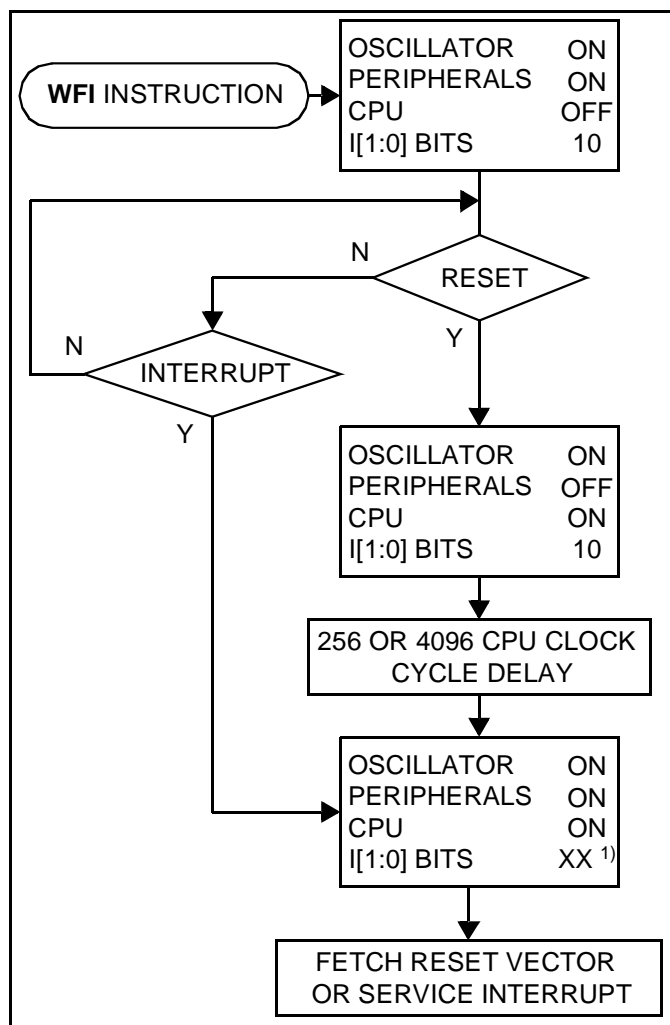 WFI INSTRUCTION
OSCILLATOR ON
PERIPHERALS ON
CPU OFF
I[1:0] BITS 10
N
RESET
Y
N
INTERRUPT
Y
OSCILLATOR ON
PERIPHERALS OFF
CPU ON
I[1:0] BITS 10
256 OR 4096 CPU CLOCK
CYCLE DELAY
OSCILLATOR ON
PERIPHERALS ON
CPU ON
I[1:0] BITS XX 1)
FETCH RESET VECTOR
OR SERVICE INTERRUPT